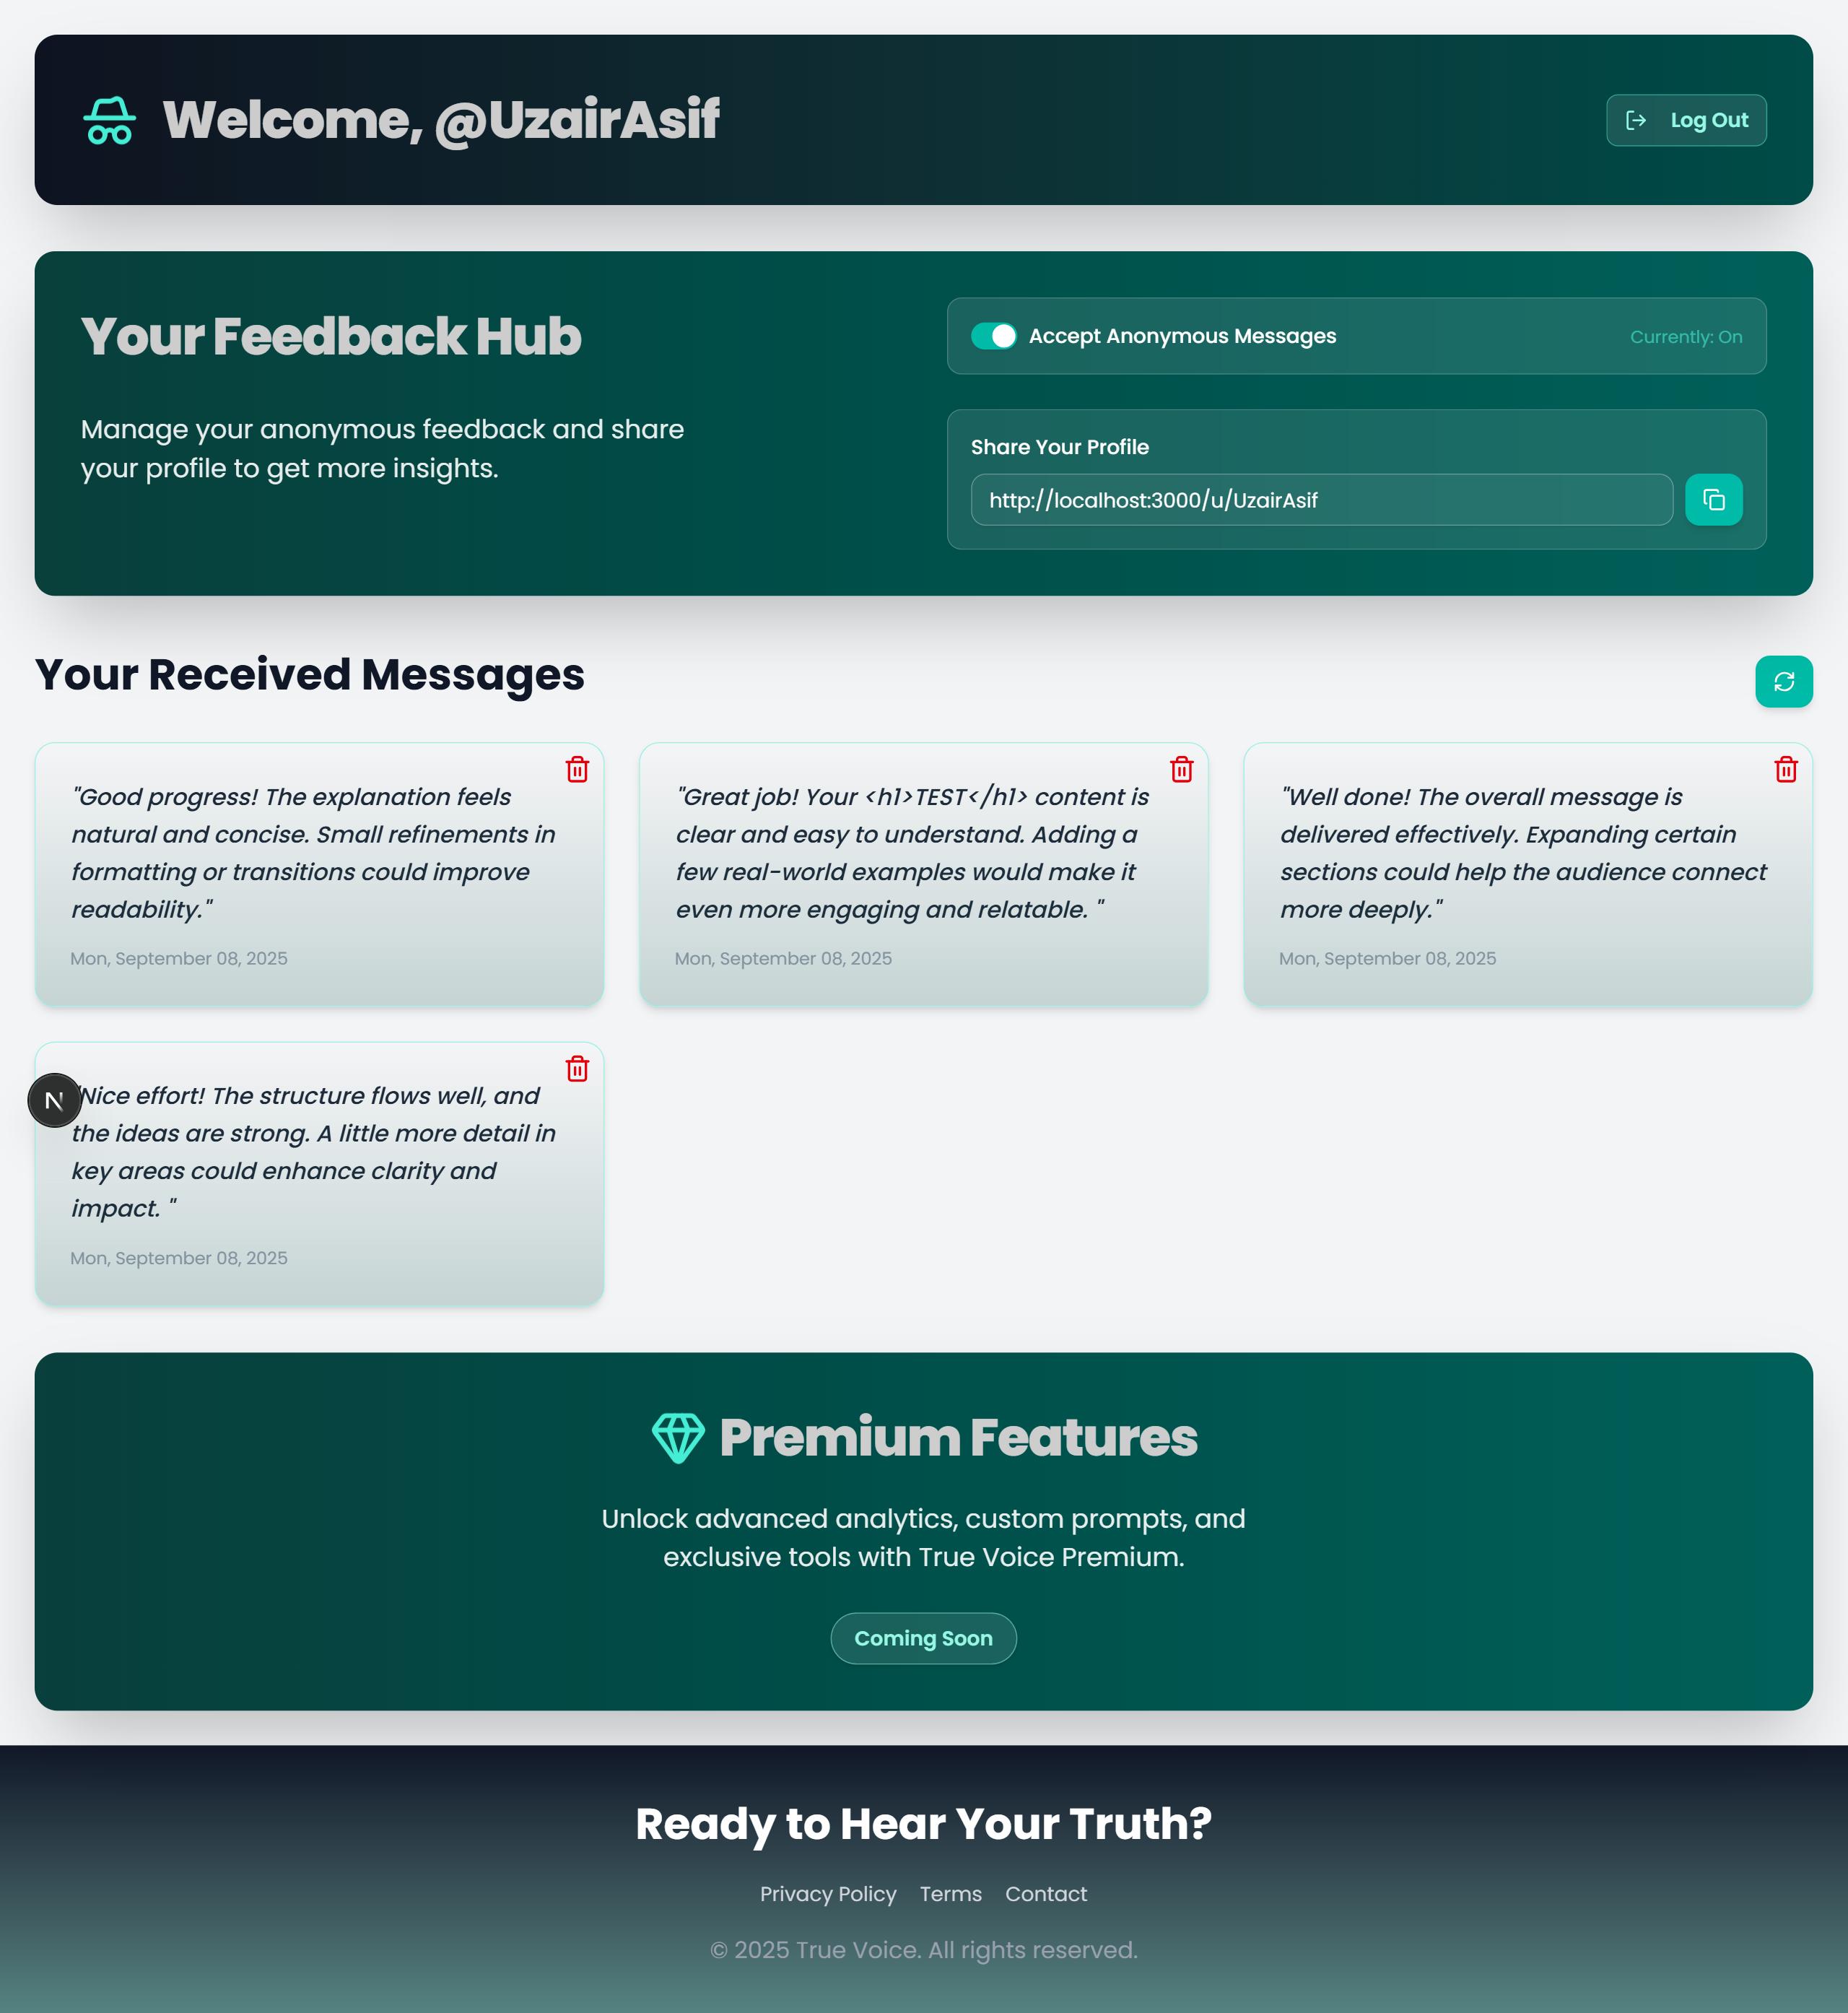 Welcome, @UzairAsif
Log Out
Your Feedback Hub
Manage your anonymous feedback and share
your profile to get more insights.
Accept Anonymous Messages
Currently: On
Share Your Profile
http://localhost:3000/u/UzairAsif
Your Received Messages
"Good progress! The explanation feels
natural and concise. Small refinements in
formatting or transitions could improve
readability."
Mon, September 08, 2025
"Great job! Your <h1>TEST</h1> content is
clear and easy to understand. Adding a
few real-world examples would make it
even more engaging and relatable. "
Mon, September 08, 2025
"Well done! The overall message is
delivered effectively. Expanding certain
sections could help the audience connect
more deeply."
Mon, September 08, 2025
N
"Nice effort! The structure flows well, and
the ideas are strong. A little more detail in
key areas could enhance clarity and
impact. "
Mon, September 08, 2025
Premium Features
Unlock advanced analytics, custom prompts, and
exclusive tools with True Voice Premium.
Coming Soon
Ready to Hear Your Truth?
Privacy Policy Terms Contact
© 2025 True Voice. All rights reserved.